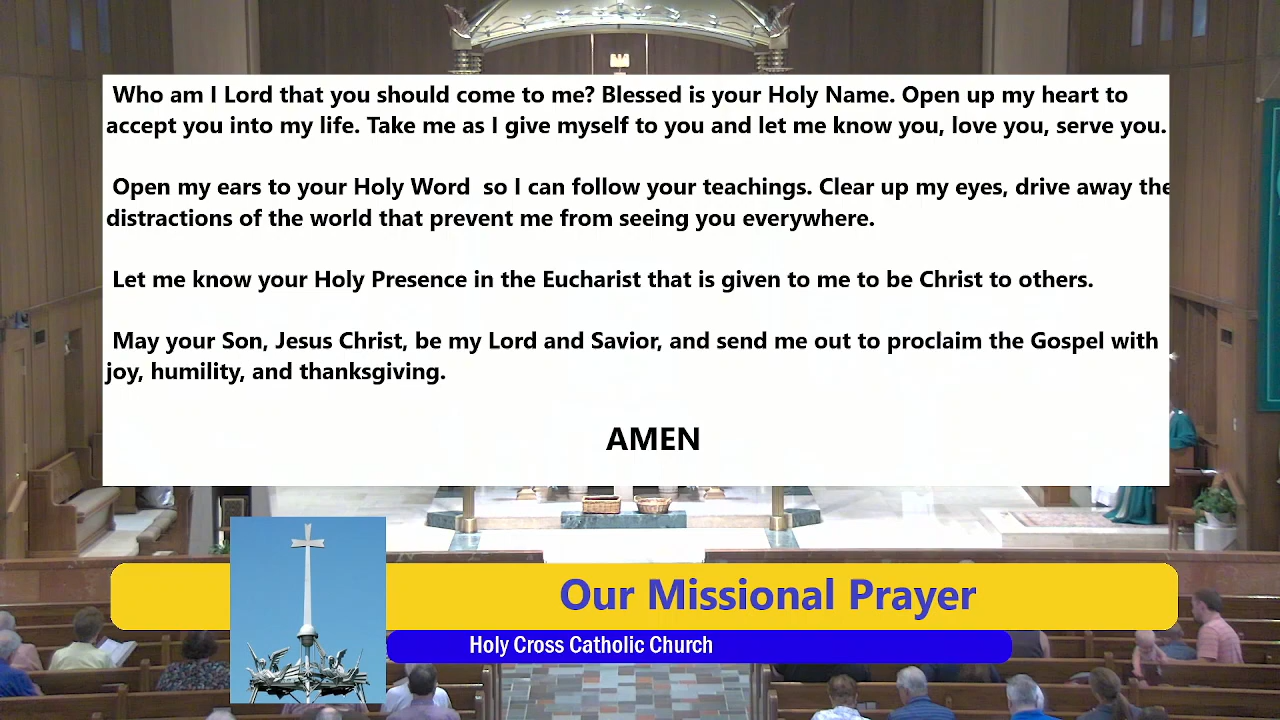 Who am I Lord that you should come to me? Blessed is your Holy Name. Open up my heart to
accept you into my life. Take me as I give myself to you and let me know you, love you, serve you.
Open my ears to your Holy Word  so I can follow your teachings. Clear up my eyes, drive away the
distractions of the world that prevent me from seeing you everywhere.
Let me know your Holy Presence in the Eucharist that is given to me to be Christ to others.
May your Son, Jesus Christ, be my Lord and Savior, and send me out to proclaim the Gospel with
joy, humility, and thanksgiving.
AMEN
Our Missional Prayer
Holy Cross Catholic Church